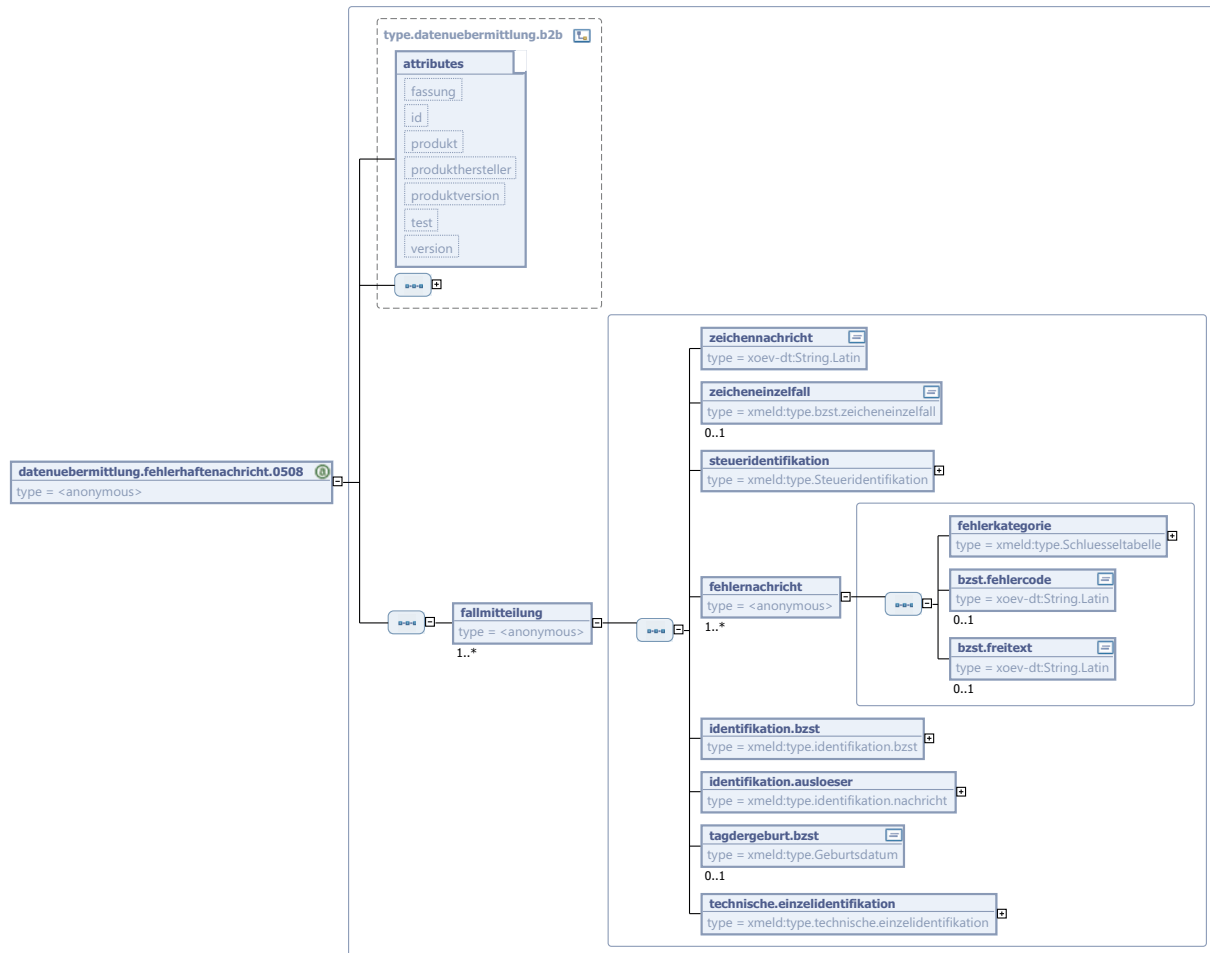 type.datenuebermittlung.b2b
attributes
fassung
id
produkt
produkthersteller
produktversion
test
version
datenuebermittlung.fehlerhaftenachricht.0508
type = <anonymous>
fallmitteilung
type = <anonymous>
1..*
zeichennachricht
type = xoev-dt:String.Latin
zeicheneinzelfall
type = xmeld:type.bzst.zeicheneinzelfall
0..1
steueridentifikation
type = xmeld:type.Steueridentifikation
fehlernachricht
type = <anonymous>
1..*
fehlerkategorie
type = xmeld:type.Schluesseltabelle
bzst.fehlercode
type = xoev-dt:String.Latin
0..1
bzst.freitext
type = xoev-dt:String.Latin
0..1
identifikation.bzst
type = xmeld:type.identifikation.bzst
identifikation.ausloeser
type = xmeld:type.identifikation.nachricht
tagdergeburt.bzst
type = xmeld:type.Geburtsdatum
0..1
technische.einzelidentifikation
type = xmeld:type.technische.einzelidentifikation